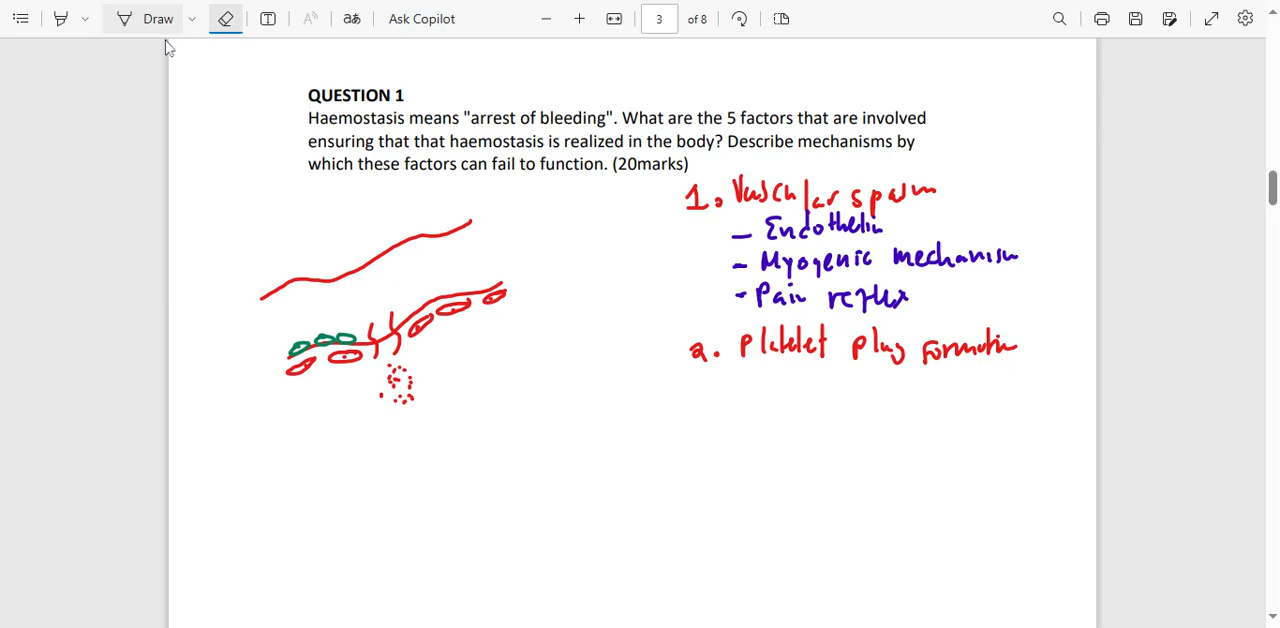 Draw
Ask Copilot
3 of 8
QUESTION 1
Haemostasis means "arrest of bleeding". What are the 5 factors that are involved
ensuring that that haemostasis is realized in the body? Describe mechanisms by
which these factors can fail to function. (20marks)
1. Vascular spasm
- Endothelin
- Myogenic mechanism
- Pain reflex
2. Platelet plug formation